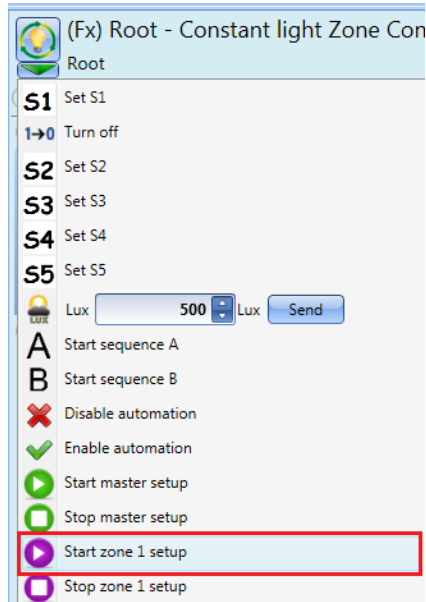 (Fx) Root - Constant light Zone Con
Root
S1 Set S1
1→0 Turn off
S2 Set S2
S3 Set S3
S4 Set S4
S5 Set S5
LUX Lux 500 Lux Send
A Start sequence A
B Start sequence B
Disable automation
Enable automation
Start master setup
Stop master setup
Start zone 1 setup
Stop zone 1 setup